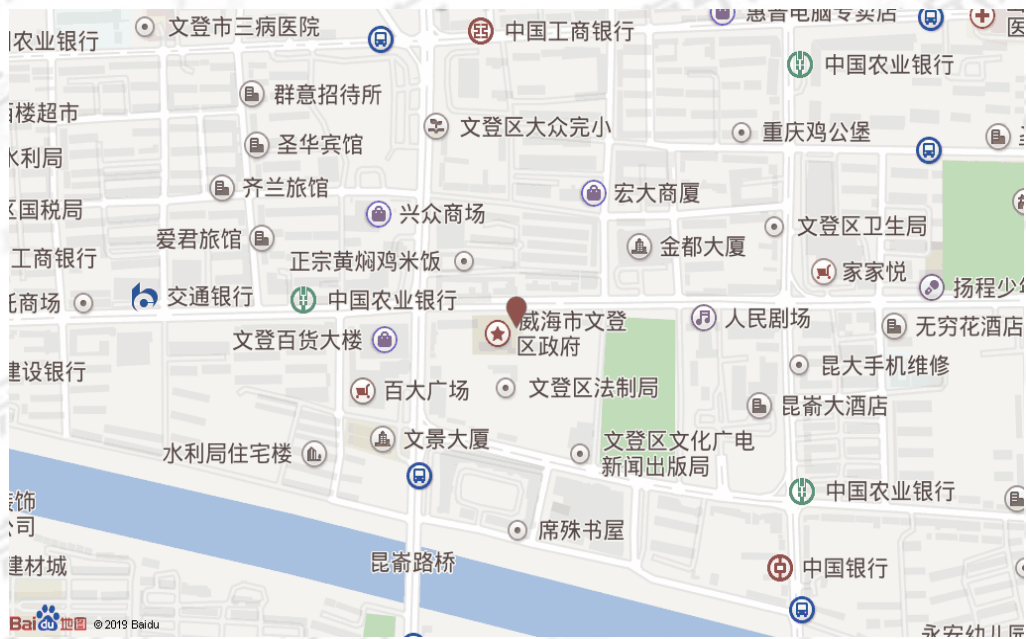 惠普电脑专卖店
文登市三病医院
中国工商银行
农业银行
中国农业银行
群意招待所
楼超市
文登区大众完小
重庆鸡公堡
圣华宾馆
水利局
齐兰旅馆
宏大商厦
区国税局
兴众商场
文登区卫生局
爱君旅馆
金都大厦
工商银行
正宗黄焖鸡米饭
家家悦
扬程少年
交通银行
中国农业银行
托商场
威海市文登
区政府
人民剧场
无穷花酒店
文登百货大楼
昆大手机维修
建设银行
百大广场
文登区法制局
昆嵛大酒店
文景大厦
文登区文化广电
新闻出版局
水利局住宅楼
中国农业银行
装饰
公司
席殊书屋
昆嵛路桥
建材城
中国银行
Bai du 地图 © 2019 Baidu
永安幼儿园